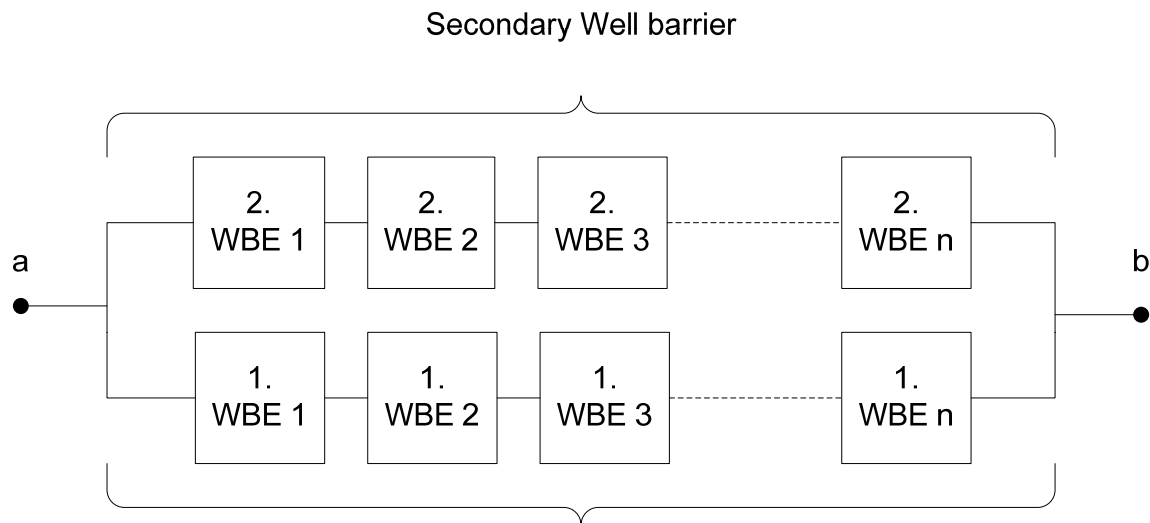 Secondary Well barrier
2.
WBE 1
2.
WBE 2
2.
WBE 3
2.
WBE n
a
b
1.
WBE 1
1.
WBE 2
1.
WBE 3
1.
WBE n